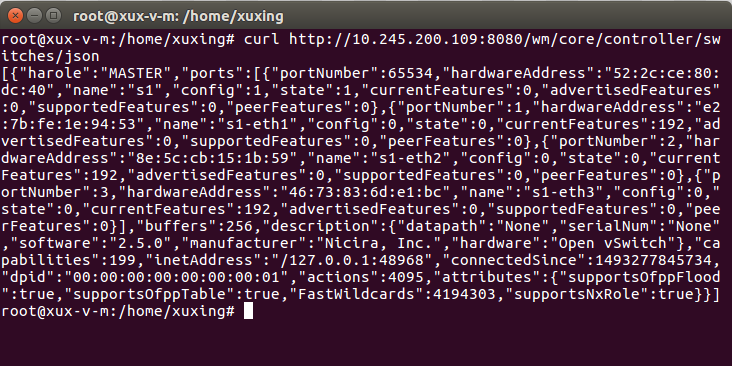 root@xux-v-m: /home/xuxing
root@xux-v-m:/home/xuxing# curl http://10.245.200.109:8080/wm/core/controller/sw
itches/json
[{"harole":"MASTER","ports":[{"portNumber":65534,"hardwareAddress":"52:2c:ce:80:
dc:40","name":"s1","config":1,"state":1,"currentFeatures":0,"advertisedFeatures"
:0,"supportedFeatures":0,"peerFeatures":0},{"portNumber":1,"hardwareAddress":"e2
:7b:fe:1e:94:53","name":"s1-eth1","config":0,"state":0,"currentFeatures":192,"ad
vertisedFeatures":0,"supportedFeatures":0,"peerFeatures":0},{"portNumber":2,"har
dwareAddress":"8e:5c:cb:15:1b:59","name":"s1-eth2","config":0,"state":0,"current
Features":192,"advertisedFeatures":0,"supportedFeatures":0,"peerFeatures":0},{"p
ortNumber":3,"hardwareAddress":"46:73:83:6d:e1:bc","name":"s1-eth3","config":0,"
state":0,"currentFeatures":192,"advertisedFeatures":0,"supportedFeatures":0,"pee
rFeatures":0}],"buffers":256,"description":{"datapath":"None","serialNum":"None"
,"software":"2.5.0","manufacturer":"Nicira, Inc.","hardware":"Open vSwitch"},"ca
pabilities":199,"inetAddress":"/127.0.0.1:48968","connectedSince":1493277845734,
"dpid":"00:00:00:00:00:00:00:01","actions":4095,"attributes":{"supportsOfppFlood
":true,"supportsOfppTable":true,"FastWildcards":4194303,"supportsNxRole":true}}]
root@xux-v-m:/home/xuxing#